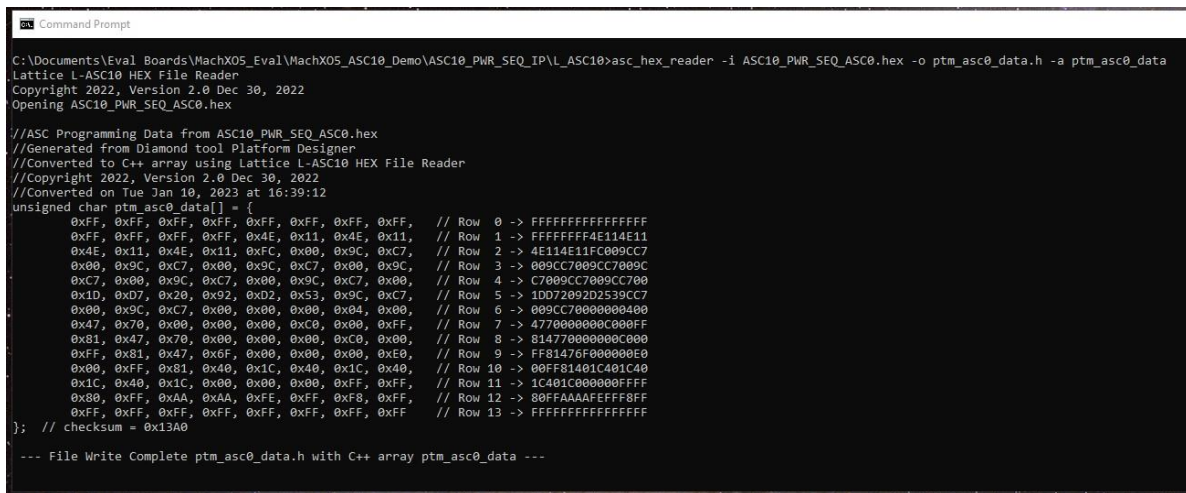 Command Prompt
C:\Documents\Eval Boards\MachXO5_Eval\MachXO5_ASC10_Demo\ASC10_PWR_SEQ_IP\L_ASC10>asc_hex_reader -i ASC10_PWR_SEQ_ASC0.hex -o ptm_asc0_data.h -a ptm_asc0_data
Lattice L-ASC10 HEX File Reader
Copyright 2022, Version 2.0 Dec 30, 2022
Opening ASC10_PWR_SEQ_ASC0.hex
//ASC Programming Data from ASC10_PWR_SEQ_ASC0.hex
//Generated from Diamond tool Platform Designer
//Converted to C++ array using Lattice L-ASC10 HEX File Reader
//Copyright 2022, Version 2.0 Dec 30, 2022
//Converted on Tue Jan 10, 2023 at 16:39:12
unsigned char ptm_asc0_data[] = {
0xFF, 0xFF, 0xFF, 0xFF, 0xFF, 0xFF, 0xFF, 0xFF, // Row 0 -> FFFFFFFFFFFFFFFF
0xFF, 0xFF, 0xFF, 0xFF, 0x4E, 0x11, 0x4E, 0x11, // Row 1 -> FFFFFFFF4E114E11
0x4E, 0x11, 0x4E, 0x11, 0xFC, 0x00, 0x9C, 0xC7, // Row 2 -> 4E114E11FC009CC7
0x00, 0x9C, 0xC7, 0x00, 0x9C, 0xC7, 0x00, 0x9C, // Row 3 -> 009CC7009CC7009C
0xC7, 0x00, 0x9C, 0xC7, 0x00, 0x9C, 0xC7, 0x00, // Row 4 -> C7009CC7009CC700
0x1D, 0xD7, 0x20, 0x92, 0xD2, 0x53, 0x9C, 0xC7, // Row 5 -> 1DD72092D2539CC7
0x00, 0x9C, 0xC7, 0x00, 0x00, 0x00, 0x04, 0x00, // Row 6 -> 009CC70000000400
0x47, 0x70, 0x00, 0x00, 0x00, 0xC0, 0x00, 0xFF, // Row 7 -> 4770000000C000FF
0x81, 0x47, 0x70, 0x00, 0x00, 0x00, 0xC0, 0x00, // Row 8 -> 814770000000C000
0xFF, 0x81, 0x47, 0x6F, 0x00, 0x00, 0x00, 0xE0, // Row 9 -> FF81476F000000E0
0x00, 0xFF, 0x81, 0x40, 0x1C, 0x40, 0x1C, 0x40, // Row 10 -> 00FF81401C401C40
0x1C, 0x40, 0x1C, 0x00, 0x00, 0x00, 0xFF, 0xFF, // Row 11 -> 1C401C000000FFFF
0x80, 0xFF, 0xAA, 0xAA, 0xFE, 0xFF, 0xF8, 0xFF, // Row 12 -> 80FFAAAAFEFFF8FF
0xFF, 0xFF, 0xFF, 0xFF, 0xFF, 0xFF, 0xFF, 0xFF // Row 13 -> FFFFFFFFFFFFFFFF
}; // checksum = 0x13A0
--- File Write Complete ptm_asc0_data.h with C++ array ptm_asc0_data ---